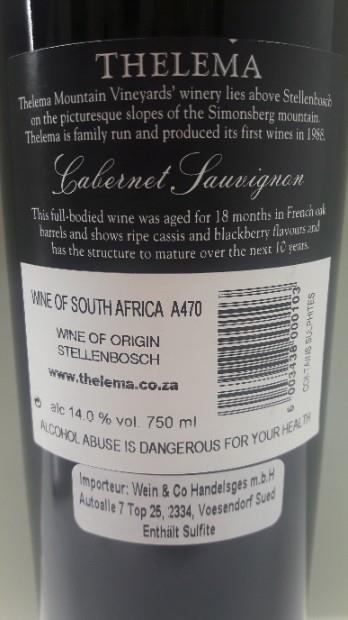 THELEMA
Thelema Mountain Vineyards' winery lies above Stellenbosch
on the picturesque slopes of the Simonsberg mountain.
Thelema is family run and produced its first wines in 1988.
Cabernet Sauvignon
This full-bodied wine was aged for 18 months in French oak
barrels and shows ripe cassis and blackberry flavours and
has the structure to mature over the next 10 years.
WINE OF SOUTH AFRICA A470
WINE OF ORIGIN
STELLENBOSCH
www.thelema.co.za
e alc 14.0 % vol. 750 ml
ALCOHOL ABUSE IS DANGEROUS FOR YOUR HEALTH
6 003438 000103
CONTAINS SULPHITES
Importeur: Wein & Co Handelsges m.b.H
Autoalle 7 Top 25, 2334, Voesendorf Sued
Enthält Sulfite